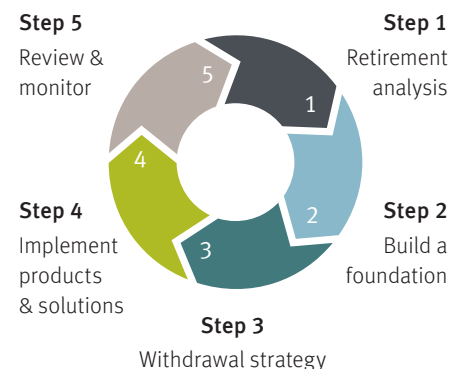 Step 1
Retirement
analysis
Step 2
Build a
foundation
Step 3
Withdrawal strategy
Step 4
Implement
products
& solutions
Step 5
Review &
monitor
1
2
3
4
5